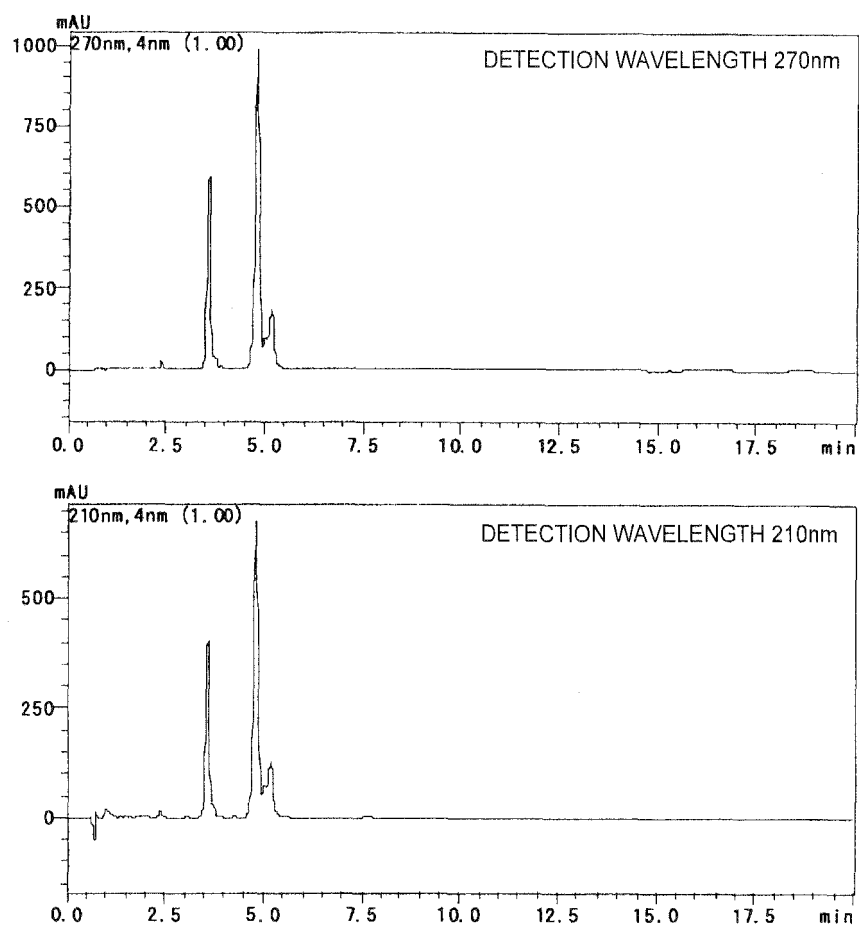 mAU
270nm,4nm (1.00)
DETECTION WAVELENGTH 270nm
1000
750
500
250
0
0.0 2.5 5.0 7.5 10.0 12.5 15.0 17.5 min
mAU
210nm,4nm (1.00)
DETECTION WAVELENGTH 210nm
500
250
0
0.0 2.5 5.0 7.5 10.0 12.5 15.0 17.5 min